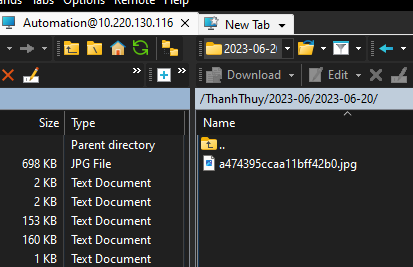 ands Tabs Options Remote Help
Automation@10.220.130.116 ×
New Tab ×
2023-06-20
Download
Edit
/ThanhThuy/2023-06/2023-06-20/
Size Type
Name
Parent directory
..
698 KB JPG File
a474395ccaa11bff42b0.jpg
2 KB Text Document
2 KB Text Document
153 KB Text Document
160 KB Text Document
1 KB Text Document